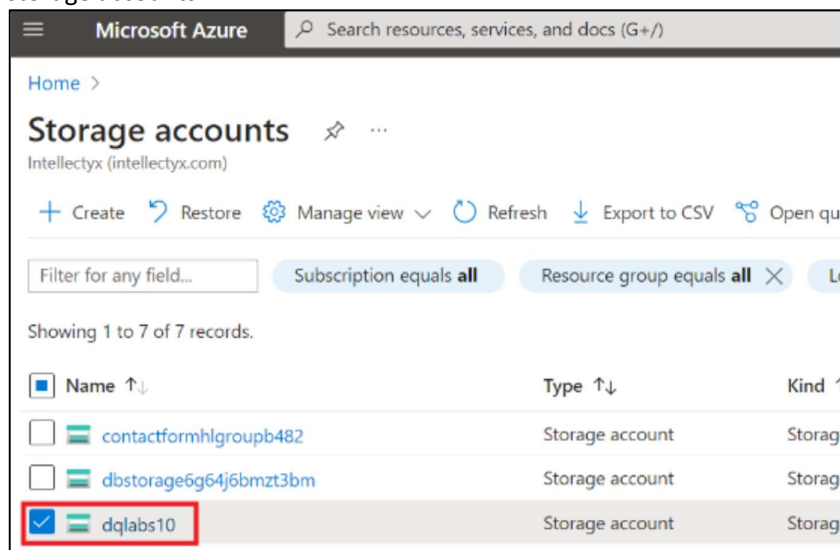 Microsoft Azure Search resources, services, and docs (G+/)
Home >
Storage accounts ...
Intellectyx (intellectyx.com)
+ Create Restore Manage view Refresh Export to CSV Open qu
Filter for any field... Subscription equals all Resource group equals all ×
Showing 1 to 7 of 7 records.
Name ↑↓ Type ↑↓ Kind
contactformhlgroupb482 Storage account Storag
dbstorage6g64j6bmzt3bm Storage account Storag
dqlabs10 Storage account Storag